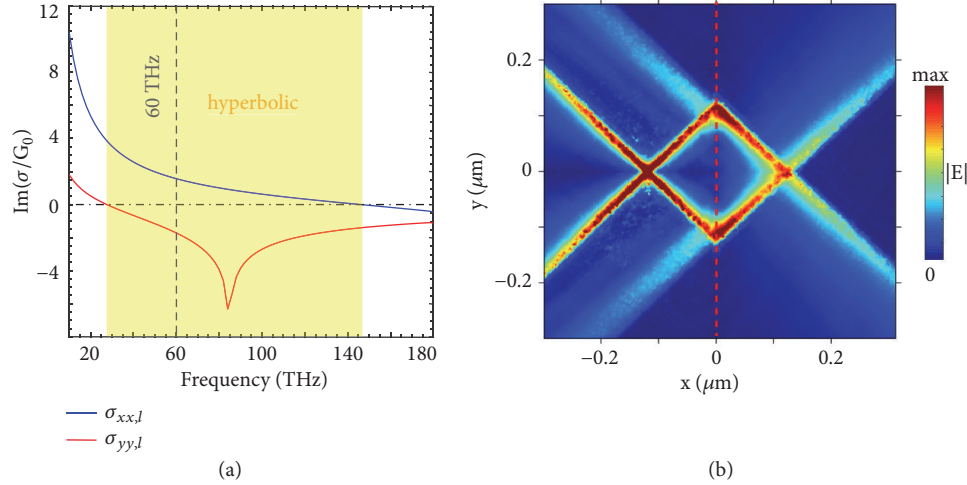 12
8
4
0
−4
Im(σ/G₀)
60 THz
hyperbolic
20 60 100 140 180
Frequency (THz)
σxx,l
σyy,l
(a)
0.2
0
−0.2
y (μm)
−0.2 0 0.2
x (μm)
max
|E|
0
(b)